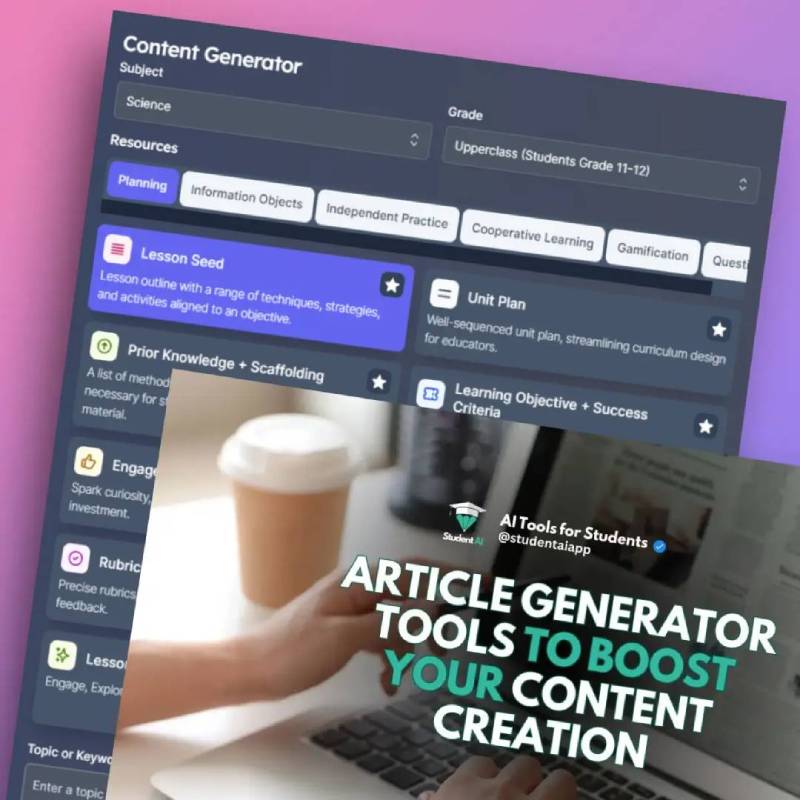 Content Generator
Subject
Grade
Science
Upperclass (Students Grade 11-12)
Resources
Planning
Information Objects
Independent Practice
Cooperative Learning
Gamification
Questi
Lesson Seed
Lesson outline with a range of techniques, strategies,
and activities aligned to an objective.
Unit Plan
Well-sequenced unit plan, streamlining curriculum design
for educators.
Prior Knowledge + Scaffolding
A list of method
necessary for s
material.
Learning Objective + Success
Criteria
Engage
Spark curiosity,
investment.
Rubric
Precise rubrics
feedback.
Lesso
Engage, Explor
Topic or Keywo
Enter a topic
Student AI
AI Tools for Students
@studentaiapp
ARTICLE GENERATOR
TOOLS TO BOOST
YOUR CONTENT
CREATION